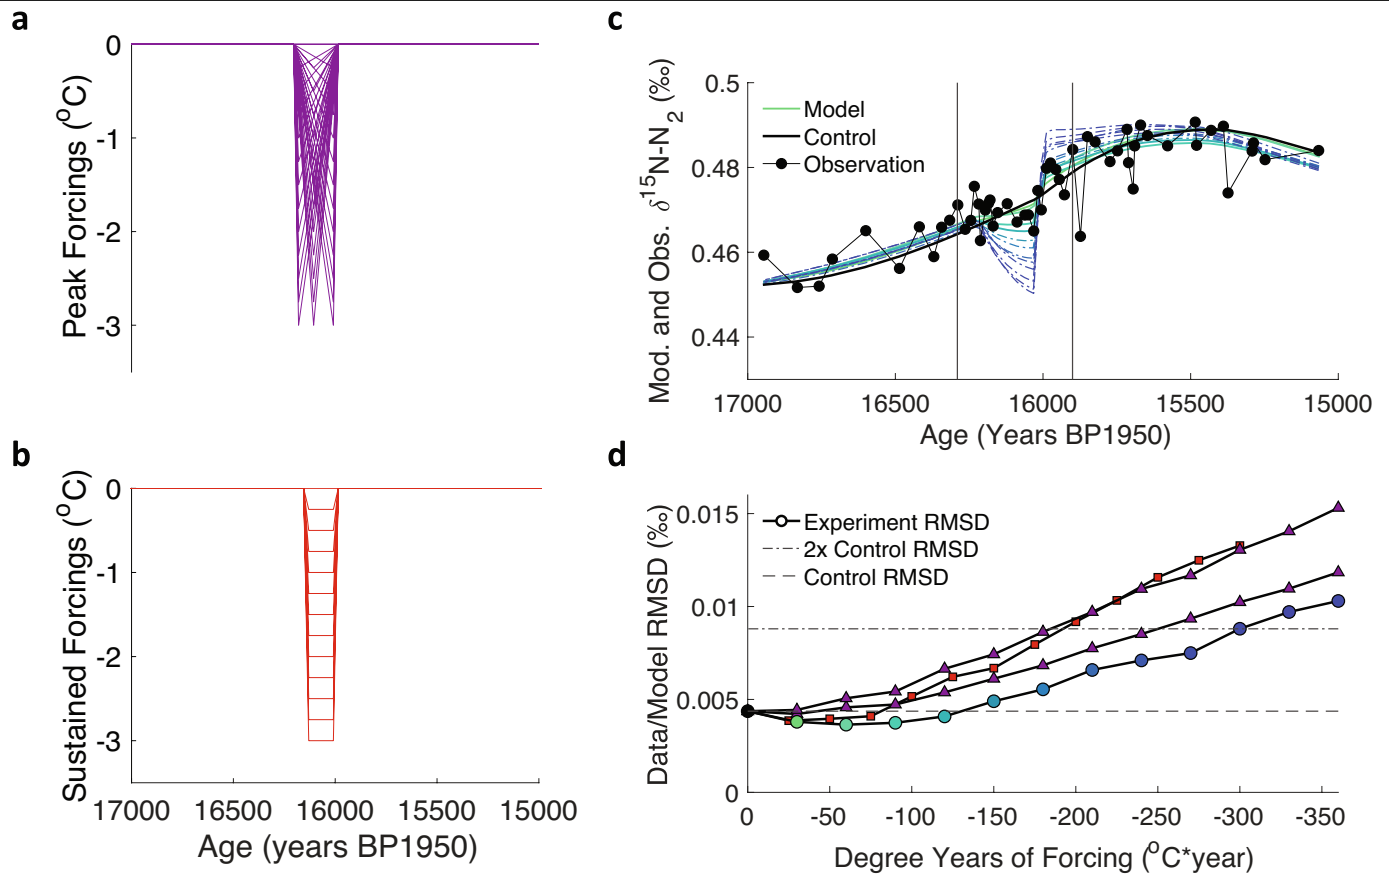 a
Peak Forcings (°C)
0
-1
-2
-3
b
Sustained Forcings (°C)
0
-1
-2
-3
17000 16500 16000 15500 15000
Age (years BP1950)
c
Mod. and Obs. δ¹⁵N-N₂ (‰)
0.5
0.48
0.46
0.44
Model
Control
Observation
17000 16500 16000 15500 15000
Age (Years BP1950)
d
Data/Model RMSD (‰)
0.015
0.01
0.005
0
Experiment RMSD
2x Control RMSD
Control RMSD
0 -50 -100 -150 -200 -250 -300 -350
Degree Years of Forcing (°C*year)